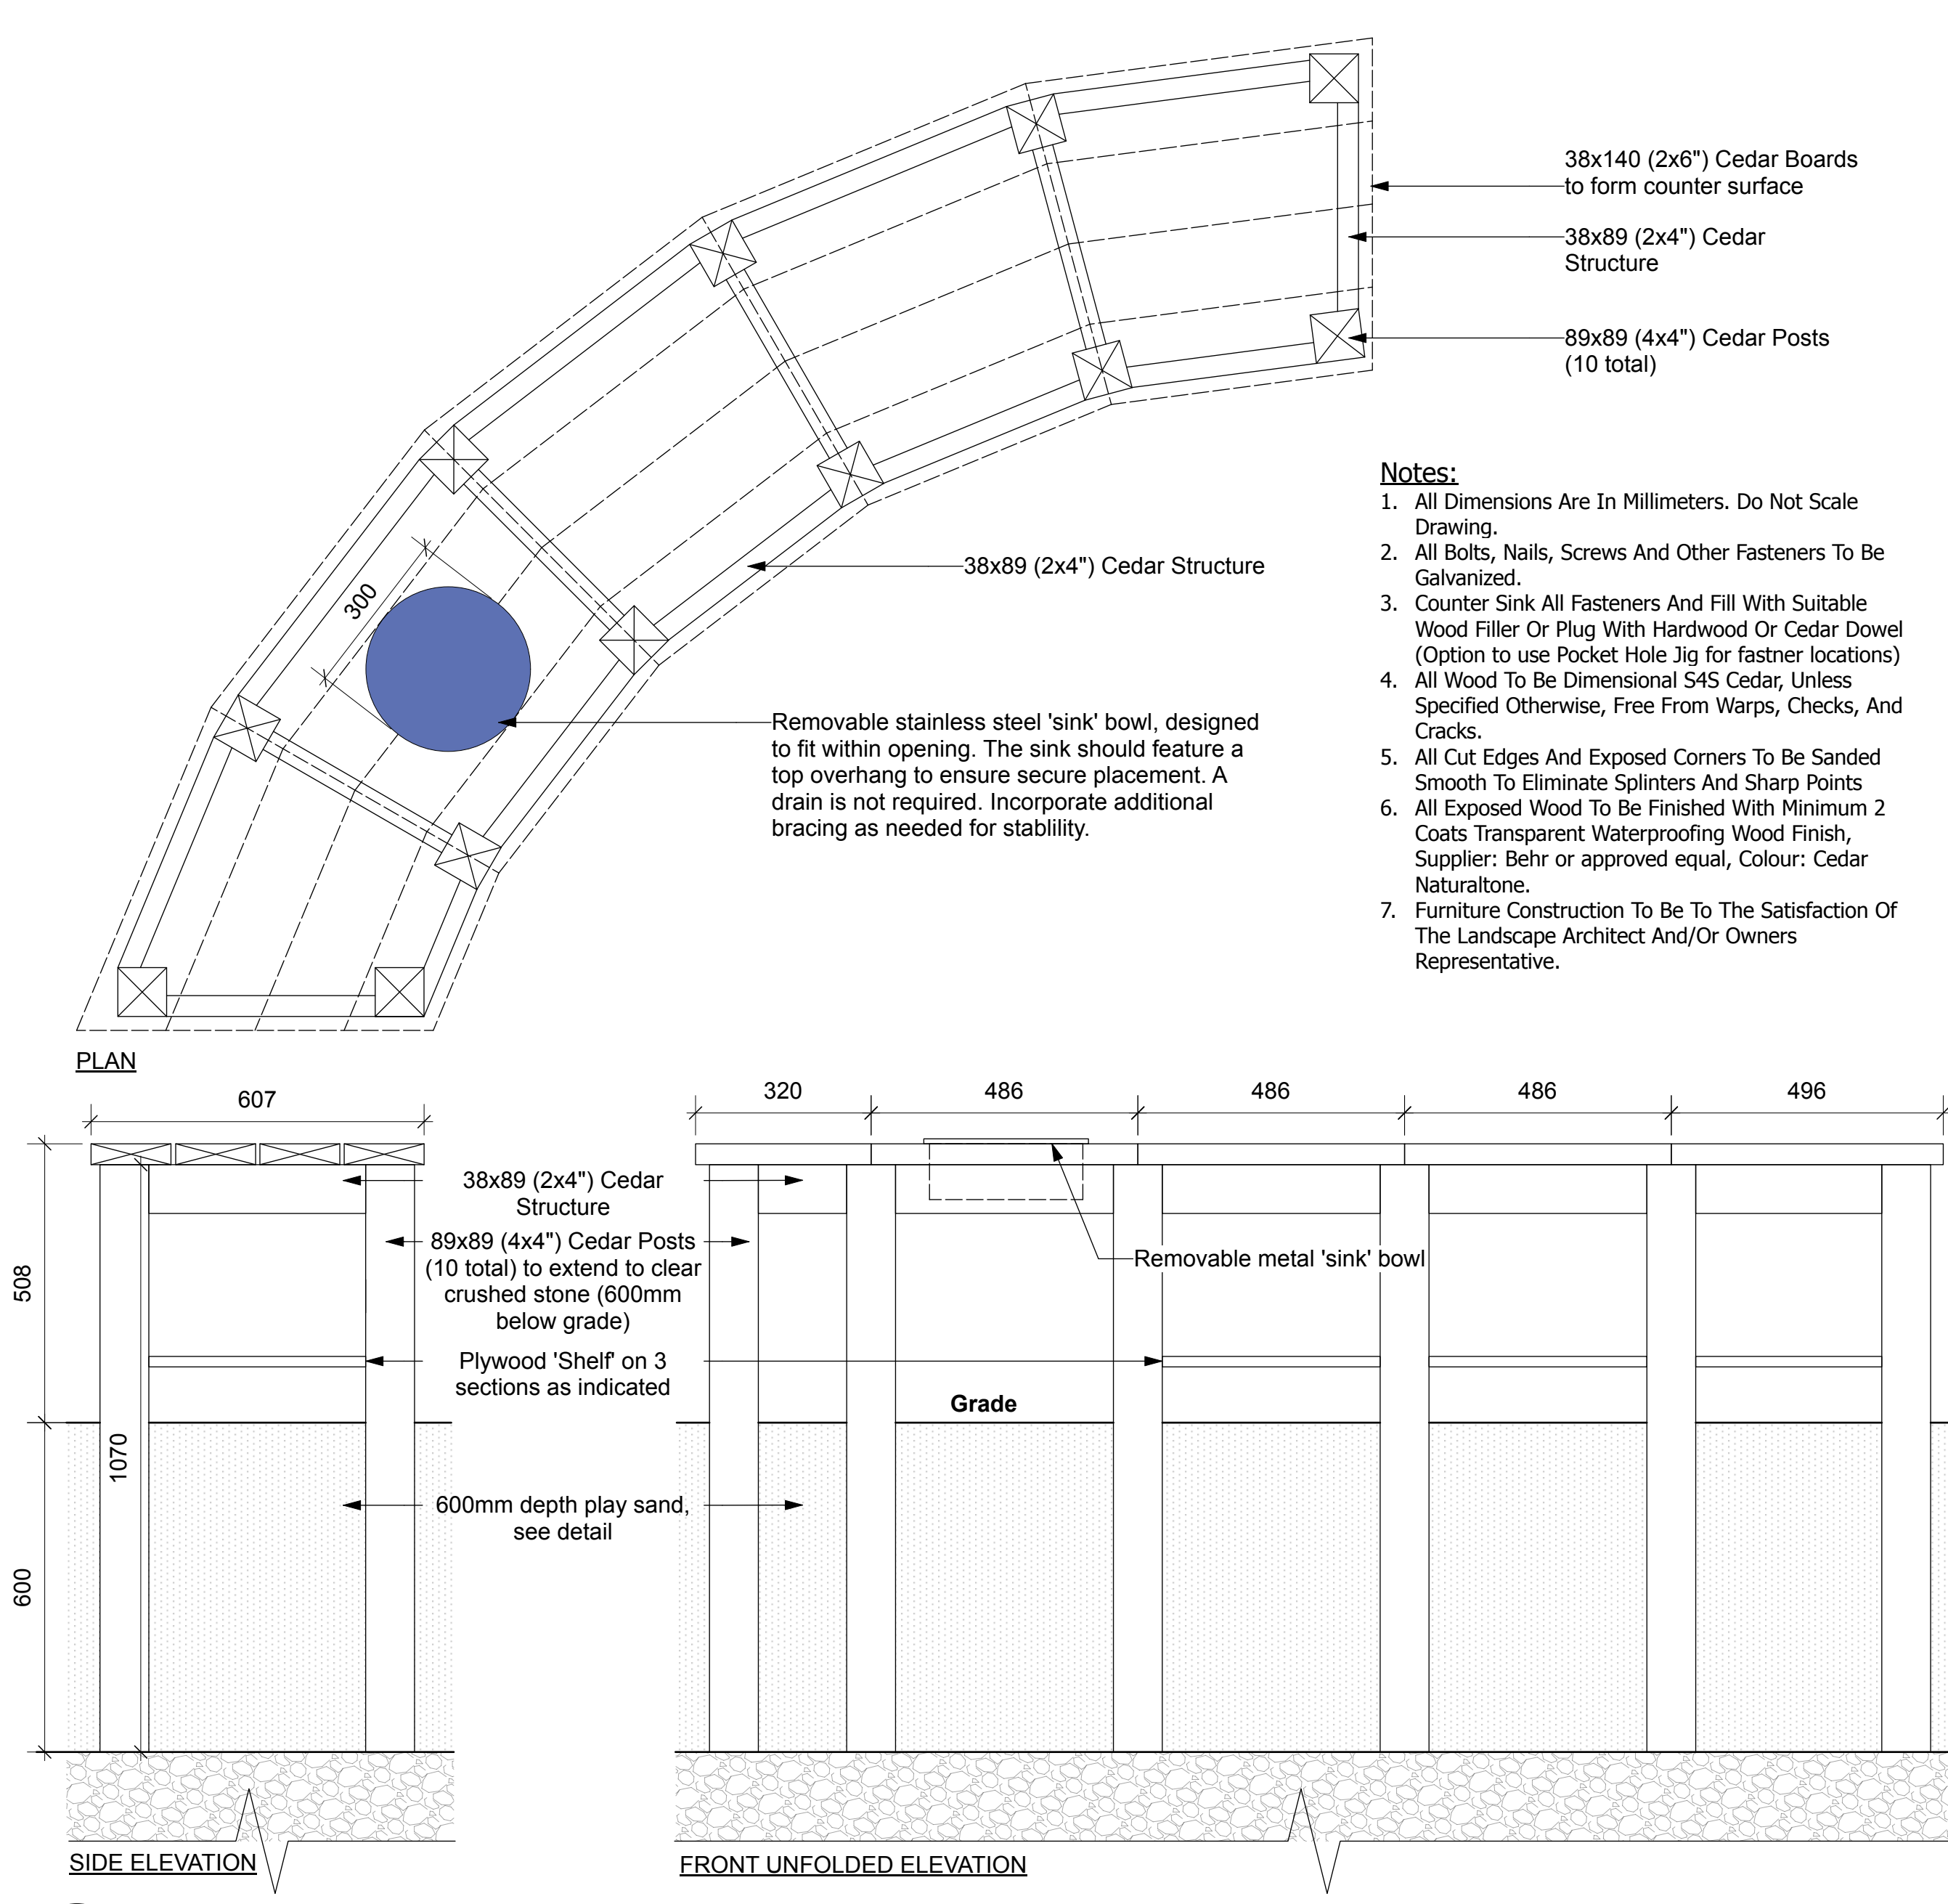 38x140 (2x6") Cedar Boards
to form counter surface
38x89 (2x4") Cedar
Structure
89x89 (4x4") Cedar Posts
(10 total)
Notes:
1. All Dimensions Are In Millimeters. Do Not Scale
Drawing.
2. All Bolts, Nails, Screws And Other Fasteners To Be
Galvanized.
3. Counter Sink All Fasteners And Fill With Suitable
Wood Filler Or Plug With Hardwood Or Cedar Dowel
(Option to use Pocket Hole Jig for fastner locations)
4. All Wood To Be Dimensional S4S Cedar, Unless
Specified Otherwise, Free From Warps, Checks, And
Cracks.
5. All Cut Edges And Exposed Corners To Be Sanded
Smooth To Eliminate Splinters And Sharp Points
6. All Exposed Wood To Be Finished With Minimum 2
Coats Transparent Waterproofing Wood Finish,
Supplier: Behr or approved equal, Colour: Cedar
Naturaltone.
7. Furniture Construction To Be To The Satisfaction Of
The Landscape Architect And/Or Owners
Representative.
38x89 (2x4") Cedar Structure
300
Removable stainless steel 'sink' bowl, designed
to fit within opening. The sink should feature a
top overhang to ensure secure placement. A
drain is not required. Incorporate additional
bracing as needed for stablility.
PLAN
607
320
486
486
486
496
38x89 (2x4") Cedar
Structure
89x89 (4x4") Cedar Posts
(10 total) to extend to clear
crushed stone (600mm
below grade)
Removable metal 'sink' bowl
508
Plywood 'Shelf' on 3
sections as indicated
Grade
1070
600mm depth play sand,
see detail
600
SIDE ELEVATION
FRONT UNFOLDED ELEVATION